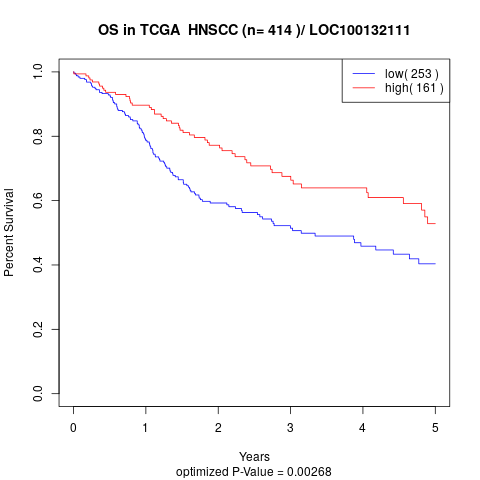 OS in TCGA  HNSCC (n= 414 )/ LOC100132111
low( 253 )
high( 161 )
Percent Survival
1.0
0.8
0.6
0.4
0.2
0.0
0 1 2 3 4 5
Years
optimized P-Value = 0.00268